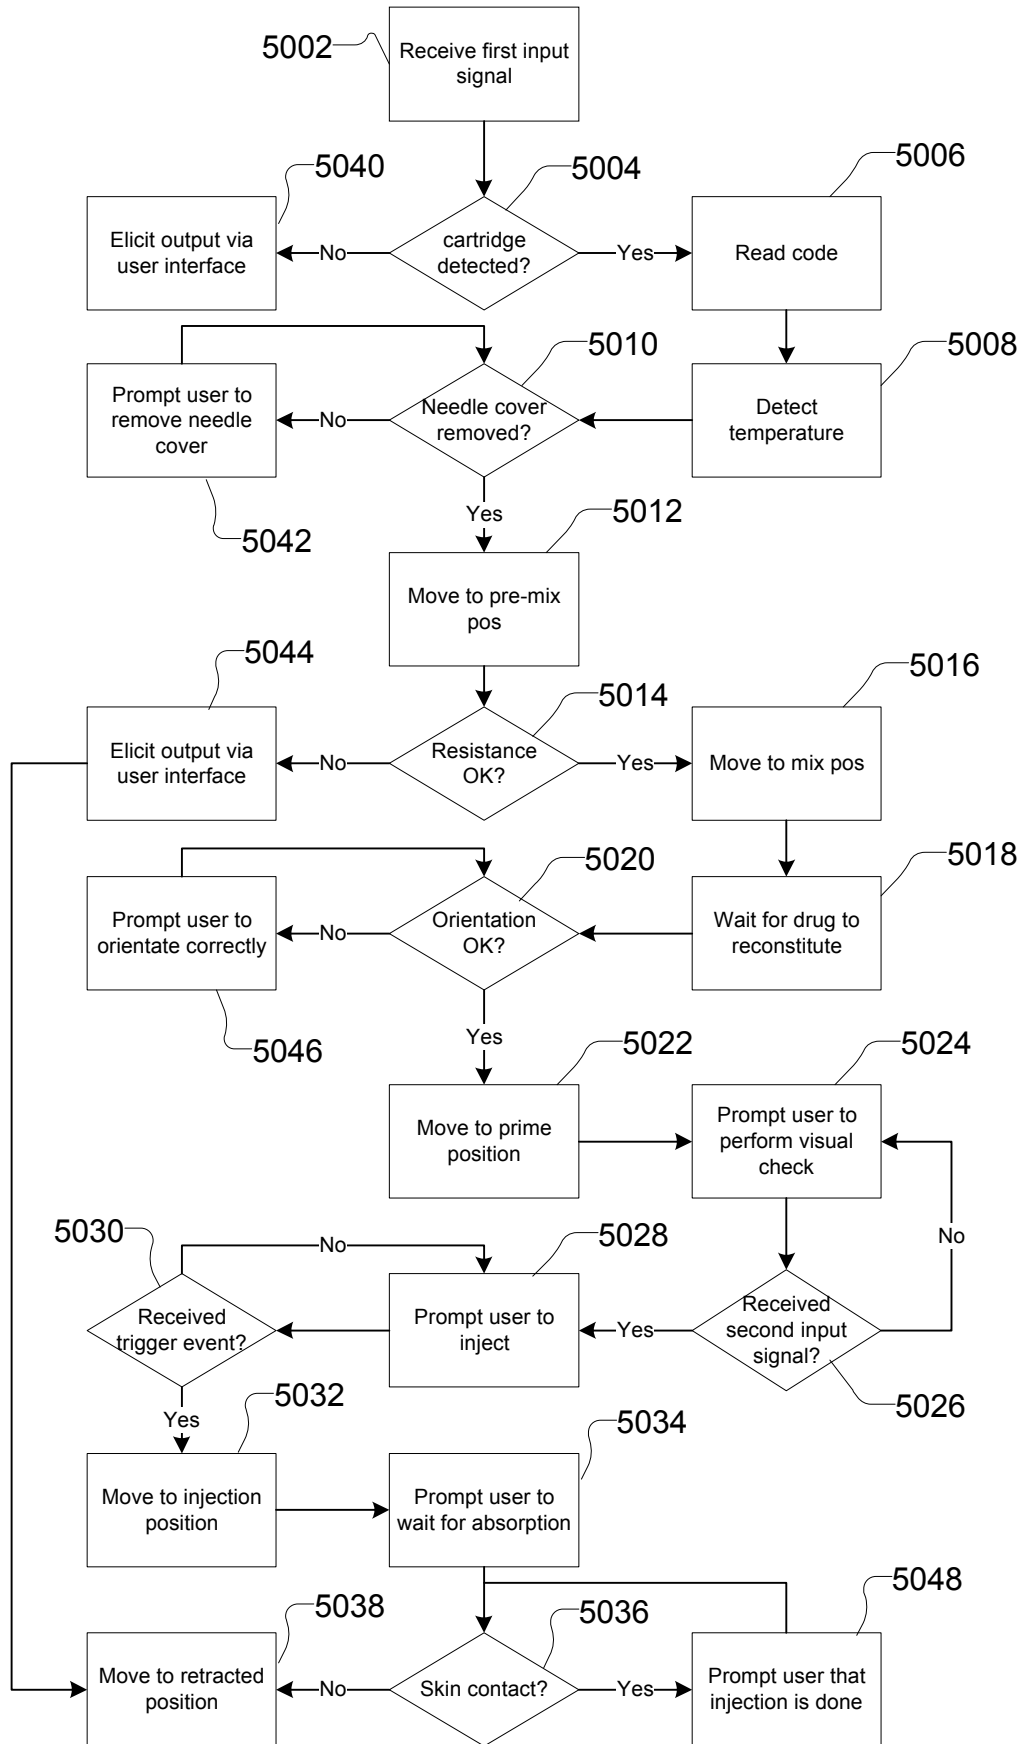 5002
Receive first input
signal
5040
5004
5006
Elicit output via
user interface
No
cartridge
detected?
Yes
Read code
5010
5008
Prompt user to
remove needle
cover
No
Needle cover
removed?
Detect
temperature
5042
Yes
5012
Move to pre-mix
pos
5044
5014
5016
Elicit output via
user interface
No
Resistance
OK?
Yes
Move to mix pos
5020
5018
Prompt user to
orientate correctly
No
Orientation
OK?
Wait for drug to
reconstitute
5046
Yes
5022
5024
Move to prime
position
Prompt user to
perform visual
check
5030
No
5028
No
Received
trigger event?
Prompt user to
inject
Yes
Received
second input
signal?
5026
Yes
5032
5034
Move to injection
position
Prompt user to
wait for absorption
5038
5036
5048
Move to retracted
position
No
Skin contact?
Yes
Prompt user that
injection is done